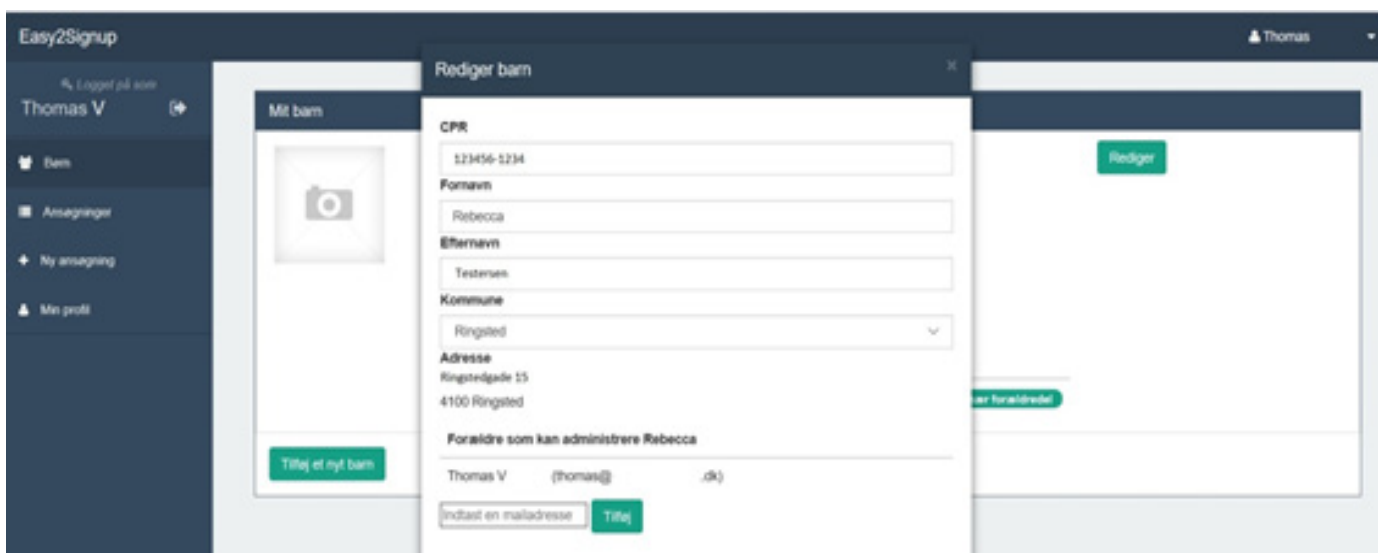 Easy2Signup
Thomas
Logget på som
Thomas V
Børn
Ansøgninger
Ny ansøgning
Min profil
Mit barn
Rediger
Tilføj et nyt barn
Rediger barn
×
CPR
123456-1234
Fornavn
Rebecca
Efternavn
Testersen
Kommune
Ringsted
Adresse
Ringstedgade 15
4100 Ringsted
Forældre som kan administrere Rebecca
Thomas V (thomas@ .dk)
Indtast en mailadresse Tilføj
forældredel